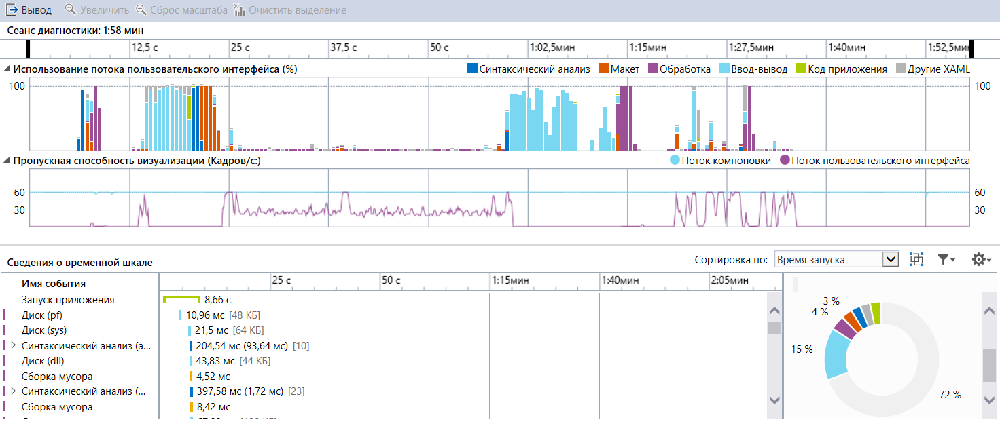 Вывод Увеличить Сброс масштаба Очистить выделение
Сеанс диагностики: 1:58 мин
12,5 с 25 с 37,5 с 50 с 1:02,5мин 1:15мин 1:27,5мин 1:40мин 1:52,5мин
Использование потока пользовательского интерфейса (%) Синтаксический анализ Макет Обработка Ввод-вывод Код приложения Другие XAML
100 100
Пропускная способность визуализации (Кадров/с:) Поток компоновки Поток пользовательского интерфейса
60 60
30 30
Сведения о временной шкале Сортировка по: Время запуска
Имя события 25 с 50 с 1:15мин 1:40мин 2:05мин
Запуск приложения 8,66 с. 3 %
Диск (pf) 10,96 мс [48 КБ] 4 %
Диск (sys) 21,5 мс [64 КБ]
Синтаксический анализ (а... 204,54 мс (93,64 мс) [10] 15 %
Диск (dll) 43,83 мс [44 КБ]
Сборка мусора 4,52 мс
Синтаксический анализ (... 397,58 мс (1,72 мс) [23] 72 %
Сборка мусора 8,42 мс